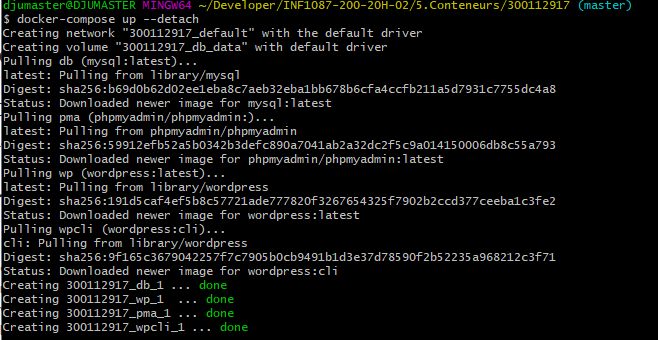 djumaster@DJUMASTER MINGW64 ~/Developer/INF1087-200-20H-02/5.Conteneurs/300112917 (master)
$ docker-compose up --detach
Creating network "300112917_default" with the default driver
Creating volume "300112917_db_data" with default driver
Pulling db (mysql:latest)...
latest: Pulling from library/mysql
Digest: sha256:b69d0b62d02ee1eba8c7aeb32eba1bb678b6cfa4ccfb211a5d7931c7755dc4a8
Status: Downloaded newer image for mysql:latest
Pulling pma (phpmyadmin/phpmyadmin:)...
latest: Pulling from phpmyadmin/phpmyadmin
Digest: sha256:59912efb52a5b0342b3defc890a7041ab2a32dc2f5c9a014150006db8c55a793
Status: Downloaded newer image for phpmyadmin/phpmyadmin:latest
Pulling wp (wordpress:latest)...
latest: Pulling from library/wordpress
Digest: sha256:191d5caf4ef5b8c57721ade777820f3267654325f7902b2ccd377ceeba1c3fe2
Status: Downloaded newer image for wordpress:latest
Pulling wpcli (wordpress:cli)...
cli: Pulling from library/wordpress
Digest: sha256:9f165c3679042257f7c7905b0cb9491b1d3e37d78590f2b52235a968212c3f71
Status: Downloaded newer image for wordpress:cli
Creating 300112917_db_1 ... done
Creating 300112917_wp_1  ... done
Creating 300112917_pma_1 ... done
Creating 300112917_wpcli_1 ... done